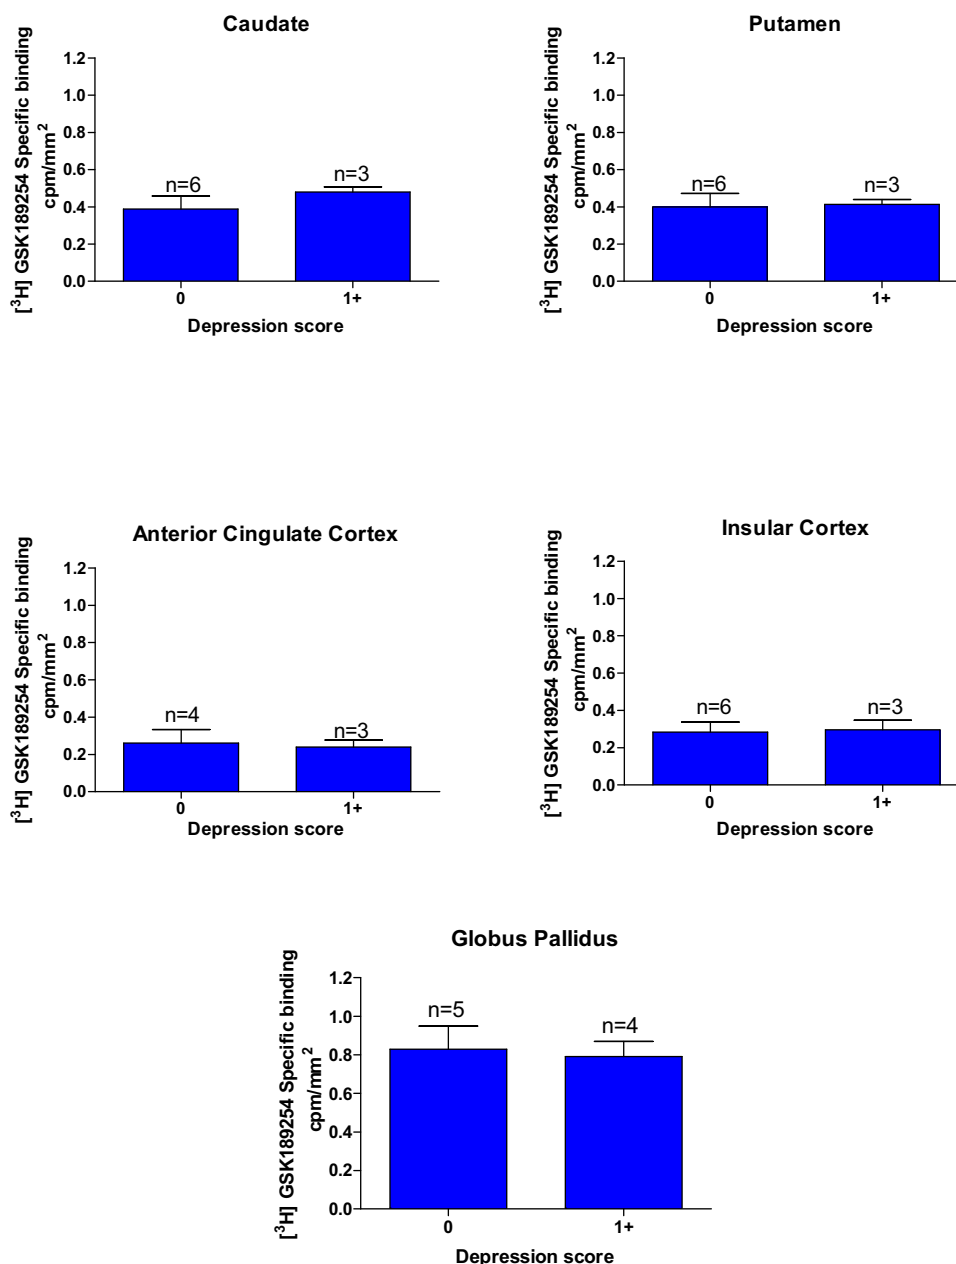 Caudate
[³H] GSK189254 Specific binding
cpm/mm²
1.2
1.0
0.8
0.6
0.4
0.2
0.0
n=6
n=3
0
1+
Depression score
Putamen
[³H] GSK189254 Specific binding
cpm/mm²
1.2
1.0
0.8
0.6
0.4
0.2
0.0
n=6
n=3
0
1+
Depression score
Anterior Cingulate Cortex
[³H] GSK189254 Specific binding
cpm/mm²
1.2
1.0
0.8
0.6
0.4
0.2
0.0
n=4
n=3
0
1+
Depression score
Insular Cortex
[³H] GSK189254 Specific binding
cpm/mm²
1.2
1.0
0.8
0.6
0.4
0.2
0.0
n=6
n=3
0
1+
Depression score
Globus Pallidus
[³H] GSK189254 Specific binding
cpm/mm²
1.2
1.0
0.8
0.6
0.4
0.2
0.0
n=5
n=4
0
1+
Depression score